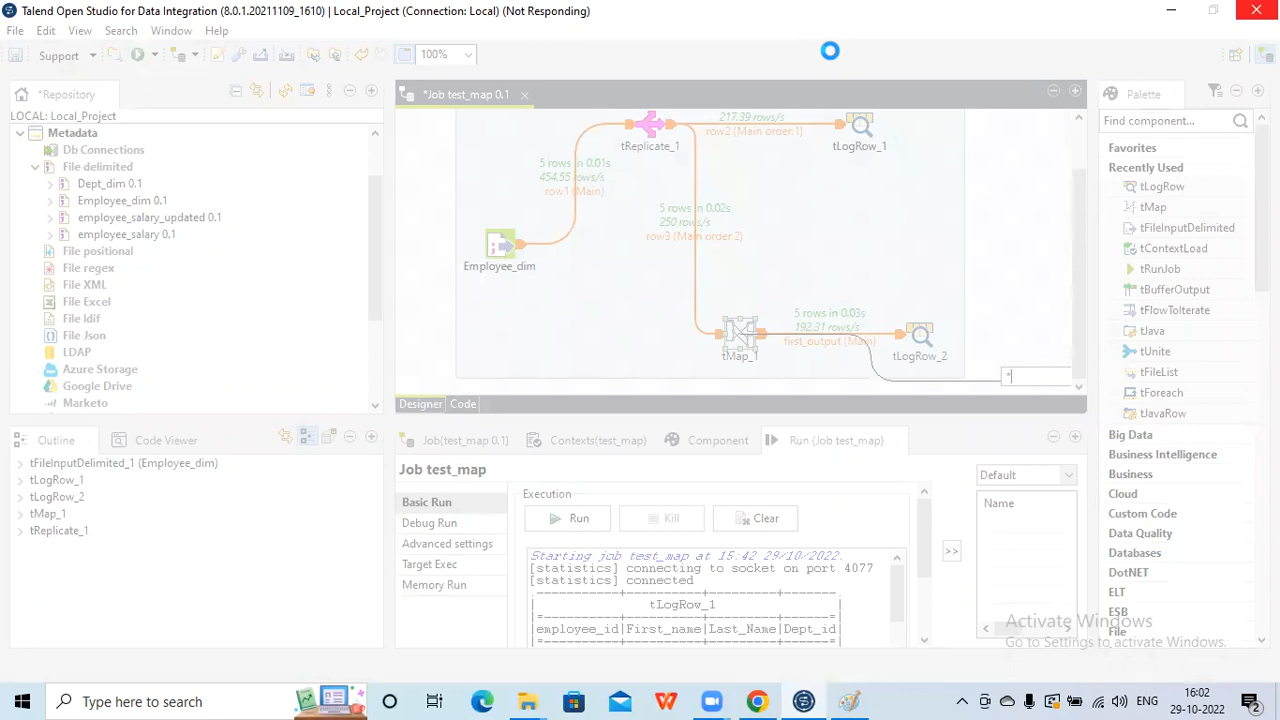 Talend Open Studio for Data Integration (8.0.1.20211109_1610) | Local_Project (Connection: Local) (Not Responding)
File Edit View Search Window Help
Support 100%
*Repository
LOCAL: Local_Project
Metadata
Db Connections
File delimited
Dept_dim 0.1
Employee_dim 0.1
employee_salary_updated 0.1
employee_salary 0.1
File positional
File regex
File XML
File Excel
File ldif
File Json
LDAP
Azure Storage
Google Drive
Marketo
*Job test_map 0.1
217.39 rows/s
row2 (Main order:1)
tReplicate_1
tLogRow_1
5 rows in 0.01s
454.55 rows/s
row1 (Main)
5 rows in 0.02s
250 rows/s
row3 (Main order:2)
Employee_dim
5 rows in 0.03s
192.31 rows/s
first_output (Main)
tMap_1
tLogRow_2
*
Designer Code
Palette
Find component...
Favorites
Recently Used
tLogRow
tMap
tFileInputDelimited
tContextLoad
tRunJob
tBufferOutput
tFlowToIterate
tJava
tUnite
tFileList
tForeach
tJavaRow
Big Data
Business Intelligence
Business
Cloud
Custom Code
Data Quality
Databases
DotNET
ELT
ESB
File
Outline Code Viewer
tFileInputDelimited_1 (Employee_dim)
tLogRow_1
tLogRow_2
tMap_1
tReplicate_1
Job(test_map 0.1) Contexts(test_map) Component Run (Job test_map)
Job test_map
Basic Run
Debug Run
Advanced settings
Target Exec
Memory Run
Execution
Run Kill Clear
Starting job test_map at 15:42 29/10/2022.
[statistics] connecting to socket on port 4077
[statistics] connected
.-----------+----------+---------+-------.
| tLogRow_1 |
|=----------+----------+---------+------=|
|employee_id|First_name|Last_Name|Dept_id|
|=----------+----------+---------+------=|
>>
Default
Name
Activate Windows
Go to Settings to activate Windows.
Type here to search
ENG
16:02
29-10-2022
2